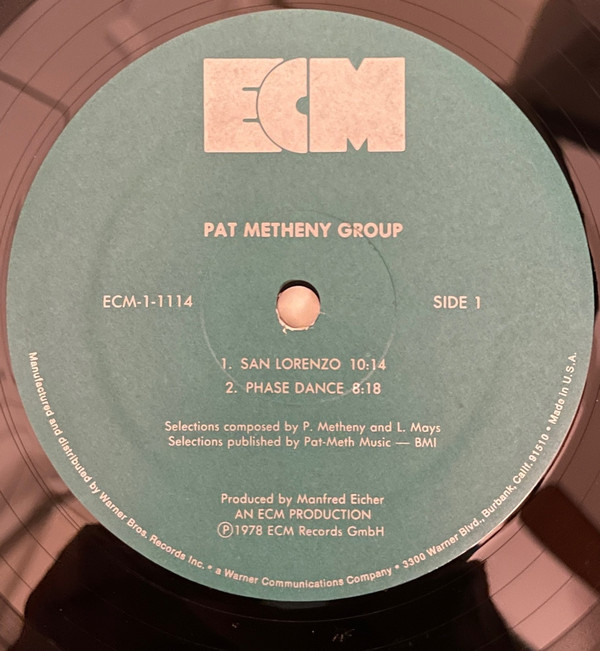 ECM
PAT METHENY GROUP
ECM-1-1114
SIDE 1
1. SAN LORENZO 10:14
2. PHASE DANCE 8:18
Selections composed by P. Metheny and L. Mays
Selections published by Pat-Meth Music — BMI
Produced by Manfred Eicher
AN ECM PRODUCTION
Ⓟ1978 ECM Records GmbH
Manufactured and distributed by Warner Bros. Records Inc. • a Warner Communications Company • 3300 Warner Blvd., Burbank, Calif. 91510 • Made in U.S.A.